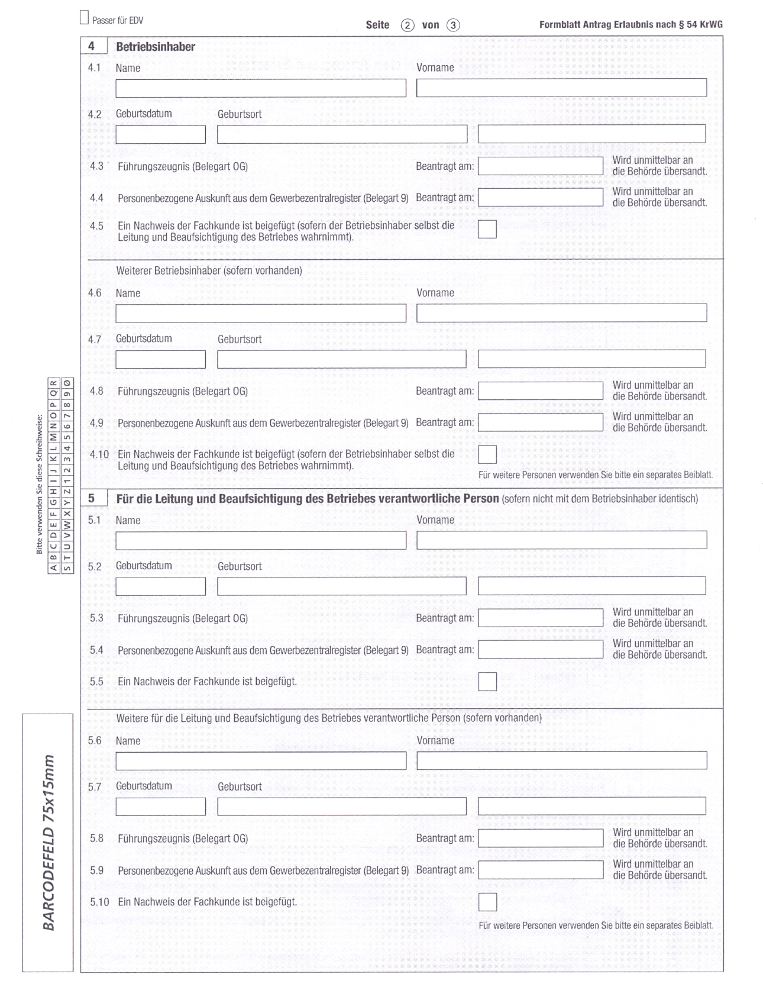 Passer für EDV
Seite 2 von 3
Formblatt Antrag Erlaubnis nach § 54 KrWG
4 Betriebsinhaber
4.1 Name Vorname
4.2 Geburtsdatum Geburtsort
4.3 Führungszeugnis (Belegart OG) Beantragt am: Wird unmittelbar an
die Behörde übersandt.
4.4 Personenbezogene Auskunft aus dem Gewerbezentralregister (Belegart 9) Beantragt am: Wird unmittelbar an
die Behörde übersandt.
4.5 Ein Nachweis der Fachkunde ist beigefügt (sofern der Betriebsinhaber selbst die
Leitung und Beaufsichtigung des Betriebes wahrnimmt).
Weiterer Betriebsinhaber (sofern vorhanden)
4.6 Name Vorname
4.7 Geburtsdatum Geburtsort
4.8 Führungszeugnis (Belegart OG) Beantragt am: Wird unmittelbar an
die Behörde übersandt.
4.9 Personenbezogene Auskunft aus dem Gewerbezentralregister (Belegart 9) Beantragt am: Wird unmittelbar an
die Behörde übersandt.
4.10 Ein Nachweis der Fachkunde ist beigefügt (sofern der Betriebsinhaber selbst die
Leitung und Beaufsichtigung des Betriebes wahrnimmt).
Für weitere Personen verwenden Sie bitte ein separates Beiblatt.
5 Für die Leitung und Beaufsichtigung des Betriebes verantwortliche Person (sofern nicht mit dem Betriebsinhaber identisch)
5.1 Name Vorname
5.2 Geburtsdatum Geburtsort
5.3 Führungszeugnis (Belegart OG) Beantragt am: Wird unmittelbar an
die Behörde übersandt.
5.4 Personenbezogene Auskunft aus dem Gewerbezentralregister (Belegart 9) Beantragt am: Wird unmittelbar an
die Behörde übersandt.
5.5 Ein Nachweis der Fachkunde ist beigefügt.
Weitere für die Leitung und Beaufsichtigung des Betriebes verantwortliche Person (sofern vorhanden)
5.6 Name Vorname
5.7 Geburtsdatum Geburtsort
5.8 Führungszeugnis (Belegart OG) Beantragt am: Wird unmittelbar an
die Behörde übersandt.
5.9 Personenbezogene Auskunft aus dem Gewerbezentralregister (Belegart 9) Beantragt am: Wird unmittelbar an
die Behörde übersandt.
5.10 Ein Nachweis der Fachkunde ist beigefügt.
Für weitere Personen verwenden Sie bitte ein separates Beiblatt.
Bitte verwenden Sie diese Schreibweise:
A B C D E F G H I J K L M N O P Q R
S T U V W X Y Z 1 2 3 4 5 6 7 8 9 0
BARCODEFELD 75x15mm